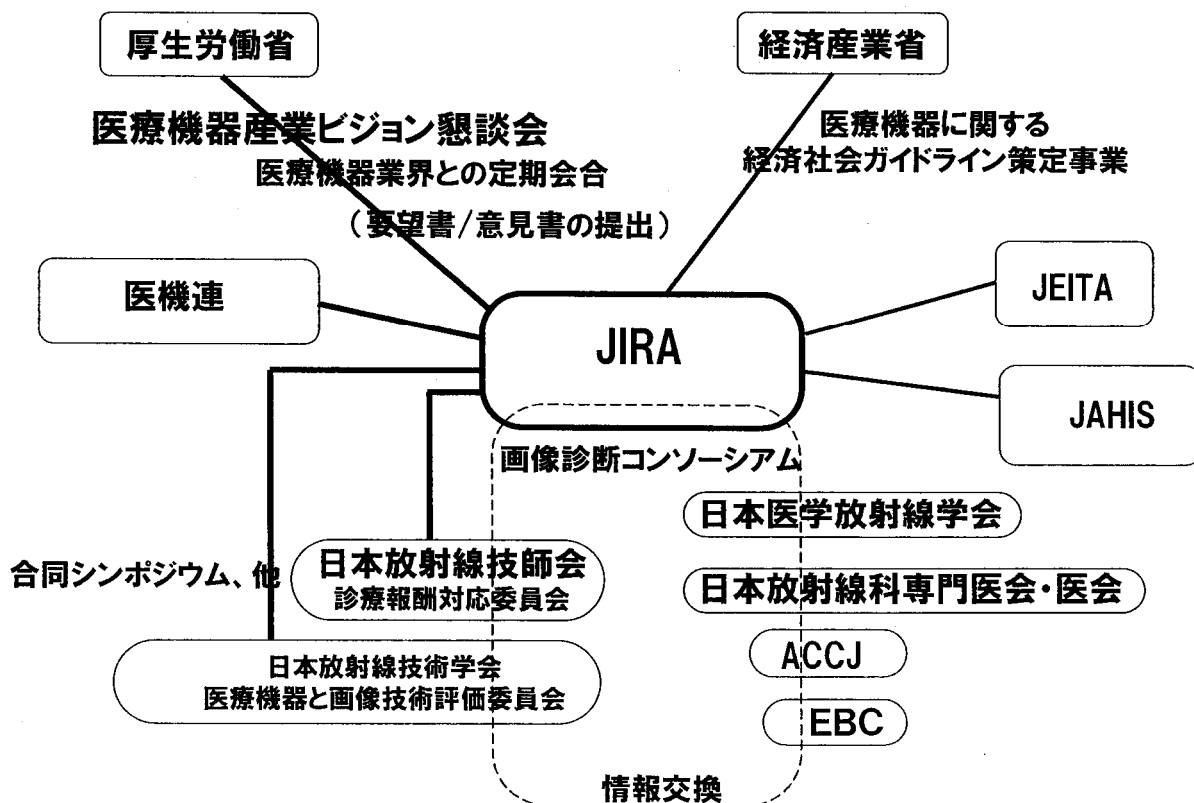 厚生労働省
経済産業省
医療機器産業ビジョン懇談会
医療機器業界との定期会合
（要望書/意見書の提出）
医療機器に関する
経済社会ガイドライン策定事業
医機連
JIRA
JEITA
JAHIS
画像診断コンソーシアム
日本医学放射線学会
合同シンポジウム、他
日本放射線技師会
診療報酬対応委員会
日本放射線科専門医会・医会
日本放射線技術学会
医療機器と画像技術評価委員会
ACCJ
EBC
情報交換